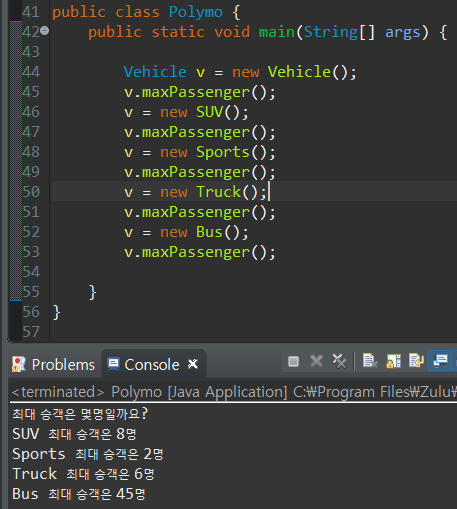 41 public class Polymo {
42 public static void main(String[] args) {
43
44 Vehicle v = new Vehicle();
45 v.maxPassenger();
46 v = new SUV();
47 v.maxPassenger();
48 v = new Sports();
49 v.maxPassenger();
50 v = new Truck();
51 v.maxPassenger();
52 v = new Bus();
53 v.maxPassenger();
54
55 }
56 }
57
Problems Console
<terminated> Polymo [Java Application] C:₩Program Files₩Zulu₩
최대 승객은 몇명일까요?
SUV 최대 승객은 8명
Sports 최대 승객은 2명
Truck 최대 승객은 6명
Bus 최대 승객은 45명